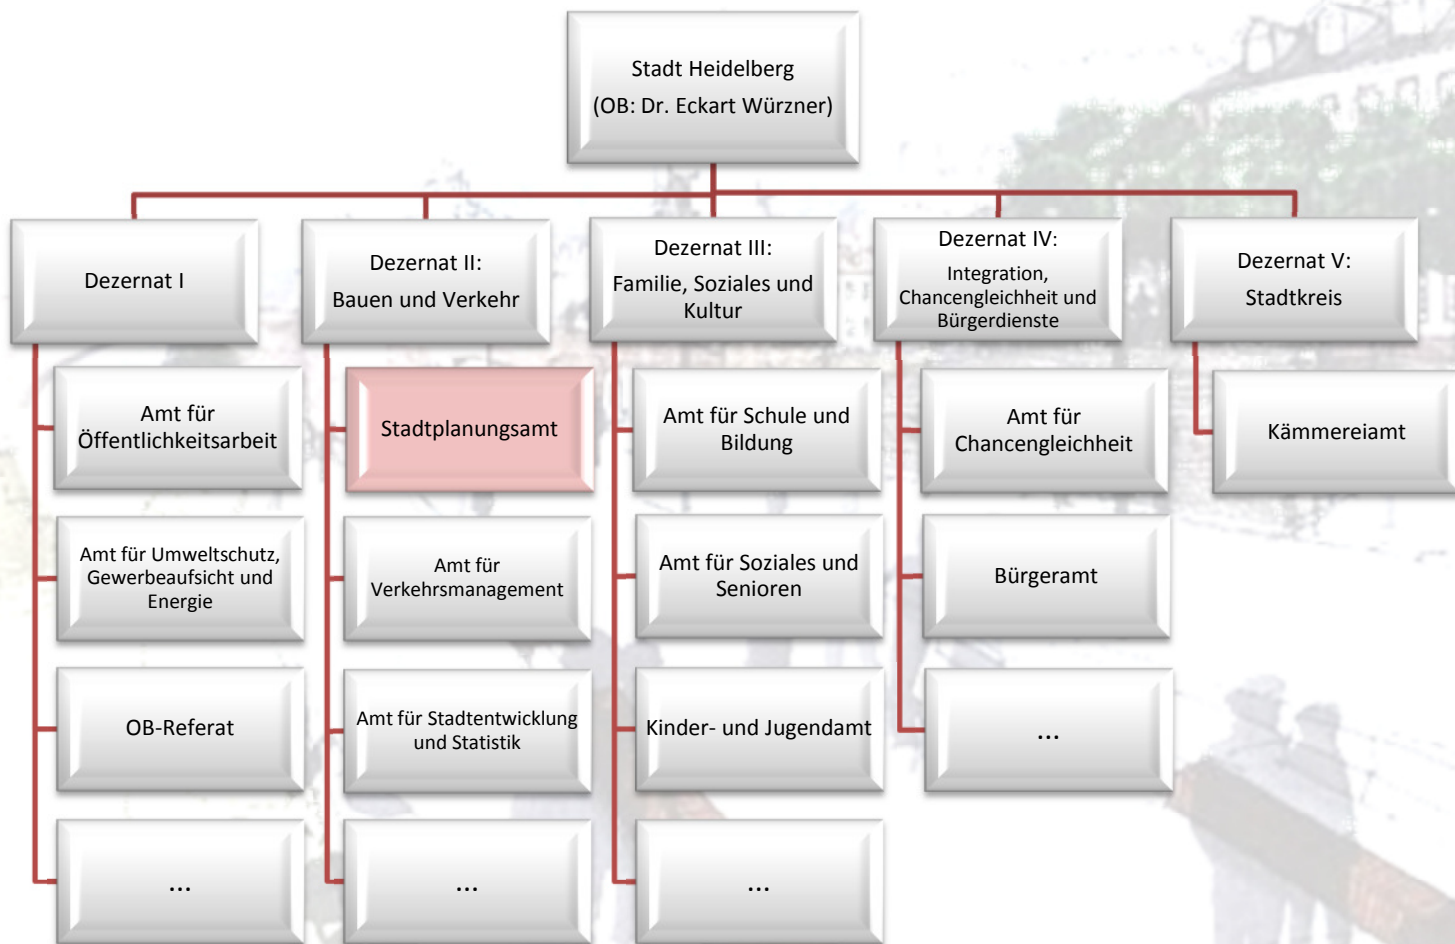 Stadt Heidelberg
(OB: Dr. Eckart Würzner)
Dezernat I
Dezernat II:
Bauen und Verkehr
Dezernat III:
Familie, Soziales und
Kultur
Dezernat IV:
Integration,
Chancengleichheit und
Bürgerdienste
Dezernat V:
Stadtkreis
Amt für
Öffentlichkeitsarbeit
Stadtplanungsamt
Amt für Schule und
Bildung
Amt für
Chancengleichheit
Kämmereiamt
Amt für Umweltschutz,
Gewerbeaufsicht und
Energie
Amt für
Verkehrsmanagement
Amt für Soziales und
Senioren
Bürgeramt
OB-Referat
Amt für Stadtentwicklung
und Statistik
Kinder- und Jugendamt
...
...
...
...